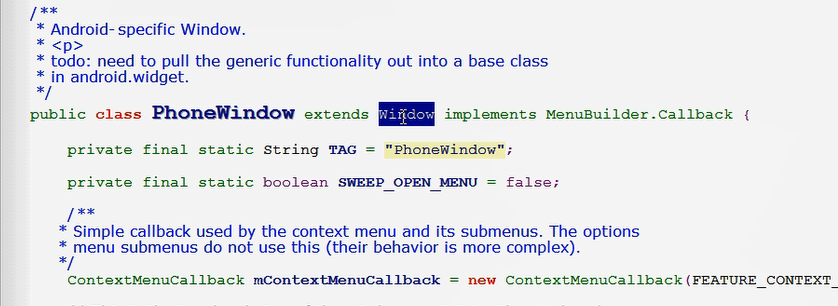 /**
* Android-specific Window.
* <p>
* todo: need to pull the generic functionality out into a base class
* in android.widget.
*/
public class PhoneWindow extends Window implements MenuBuilder.Callback {
private final static String TAG = "PhoneWindow";
private final static boolean SWEEP_OPEN_MENU = false;
/**
* Simple callback used by the context menu and its submenus. The options
* menu submenus do not use this (their behavior is more complex).
*/
ContextMenuCallback mContextMenuCallback = new ContextMenuCallback(FEATURE_CONTEXT_